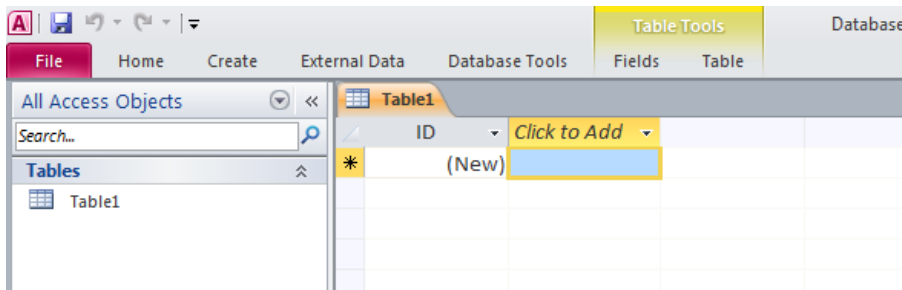 A
Table Tools
Database
File Home Create External Data Database Tools Fields Table
All Access Objects
Table1
Search...
ID Click to Add
Tables
(New)
Table1